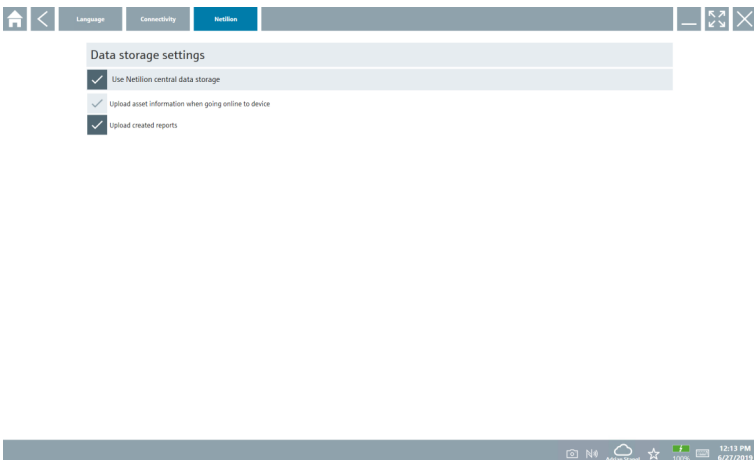 Language Connectivity Netilion
Data storage settings
Use Netilion central data storage
Upload asset information when going online to device
Upload created reports
100% 12:13 PM
6/27/2019